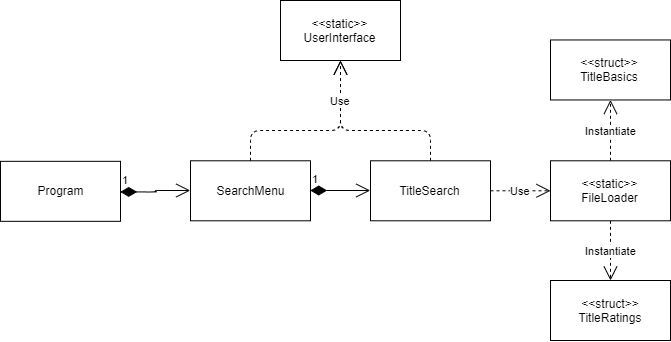 <<static>>
UserInterface
<<struct>>
TitleBasics
Use
Instantiate
Program
1
SearchMenu
1
TitleSearch
Use
<<static>>
FileLoader
Instantiate
<<struct>>
TitleRatings